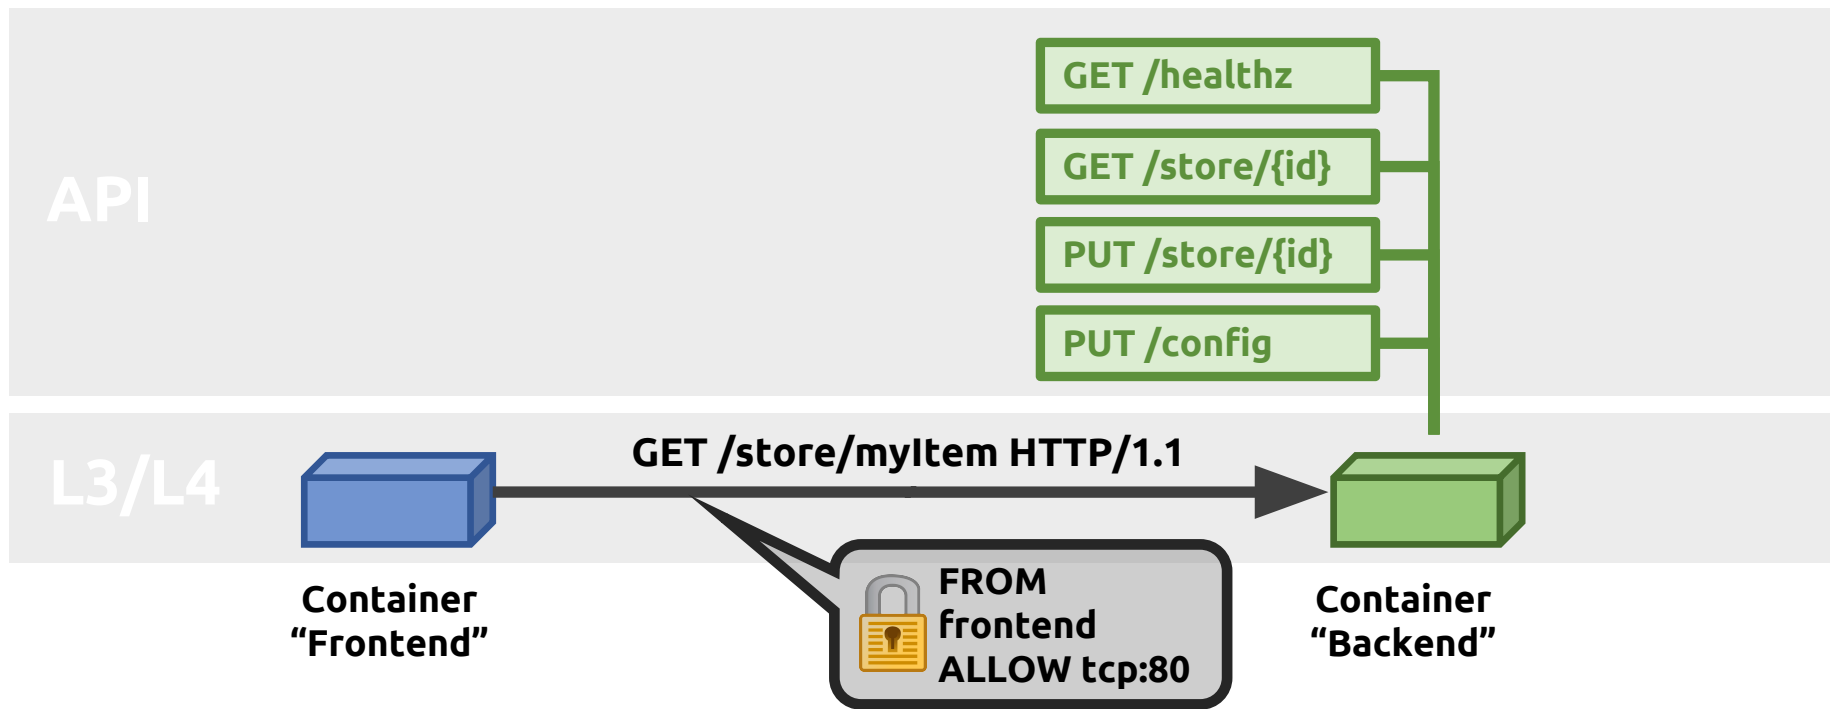 API
GET /healthz
GET /store/{id}
PUT /store/{id}
PUT /config
L3/L4
GET /store/myItem HTTP/1.1
FROM
frontend
ALLOW tcp:80
Container
“Frontend”
Container
“Backend”